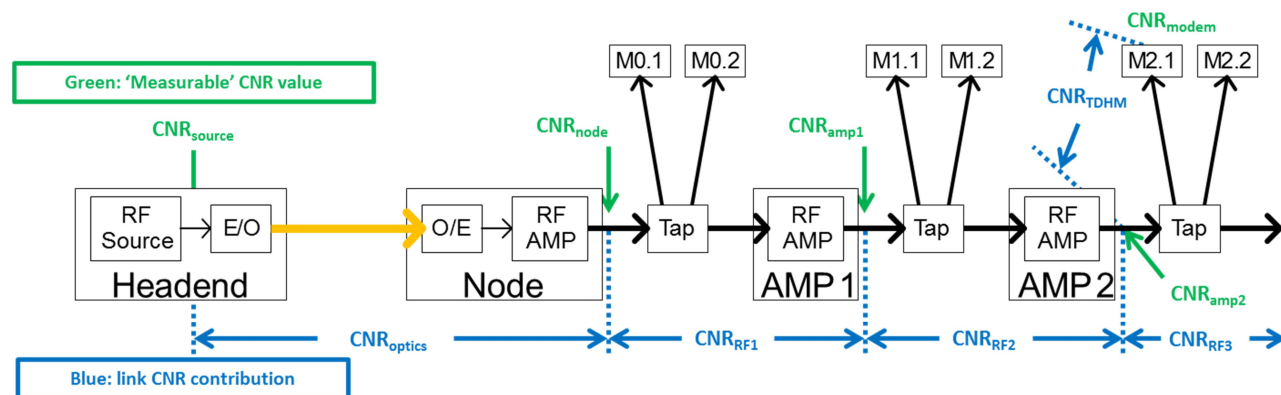 Green: ‘Measurable’ CNR value
CNRsource
CNRnode
CNRamp1
CNRmodem
CNRTDHM
M0.1
M0.2
M1.1
M1.2
M2.1
M2.2
RF
Source
E/O
Headend
O/E
RF
AMP
Node
Tap
RF
AMP
AMP 1
Tap
RF
AMP
AMP 2
Tap
CNRamp2
CNRoptics
CNRRF1
CNRRF2
CNRRF3
Blue: link CNR contribution